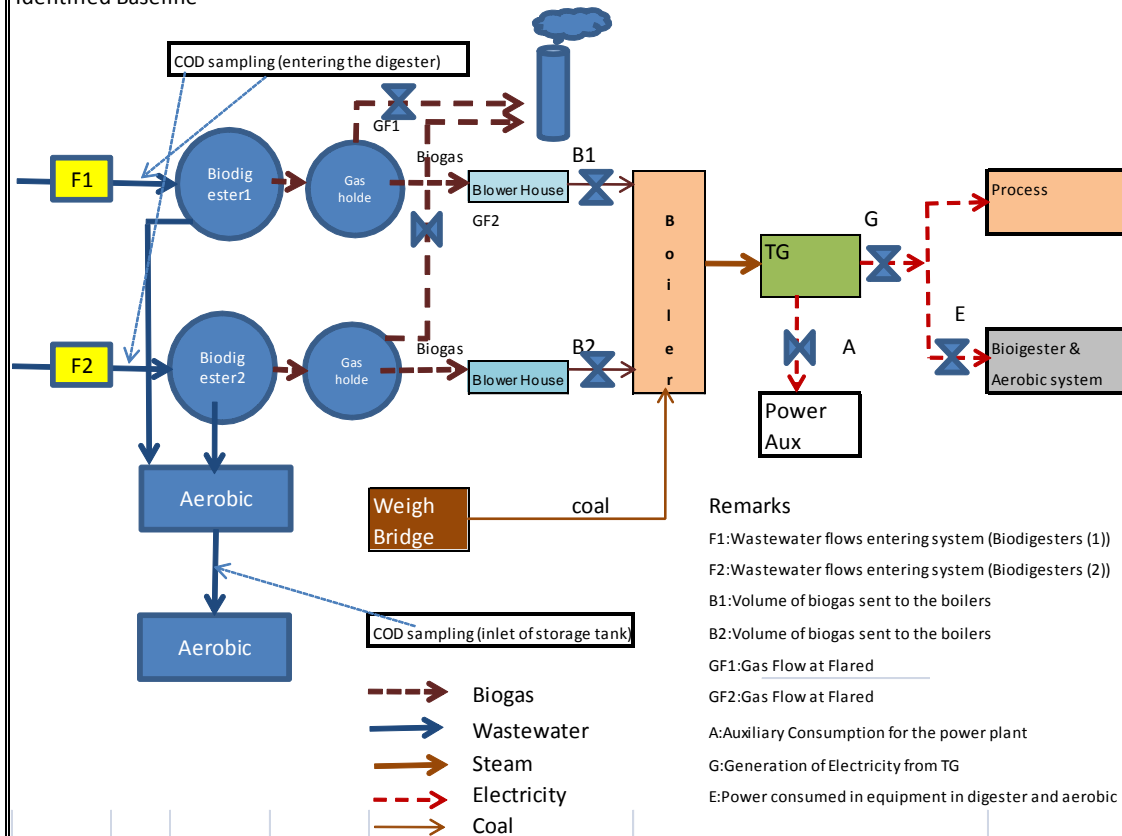 Identified Baseline
COD sampling (entering the digester)
GF1
F1
Biodig
ester1
Gas
holde
Biogas
Blower House
B1
GF2
F2
Biodig
ester2
Gas
holde
Biogas
Blower House
B2
B
o
i
l
e
r
TG
G
Process
E
Bioigester &
Aerobic system
A
Power
Aux
Aerobic
Aerobic
Weigh
Bridge
coal
COD sampling (inlet of storage tank)
Biogas
Wastewater
Steam
Electricity
Coal
Remarks
F1:Wastewater flows entering system (Biodigesters (1))
F2:Wastewater flows entering system (Biodigesters (2))
B1:Volume of biogas sent to the boilers
B2:Volume of biogas sent to the boilers
GF1:Gas Flow at Flared
GF2:Gas Flow at Flared
A:Auxiliary Consumption for the power plant
G:Generation of Electricity from TG
E:Power consumed in equipment in digester and aerobic